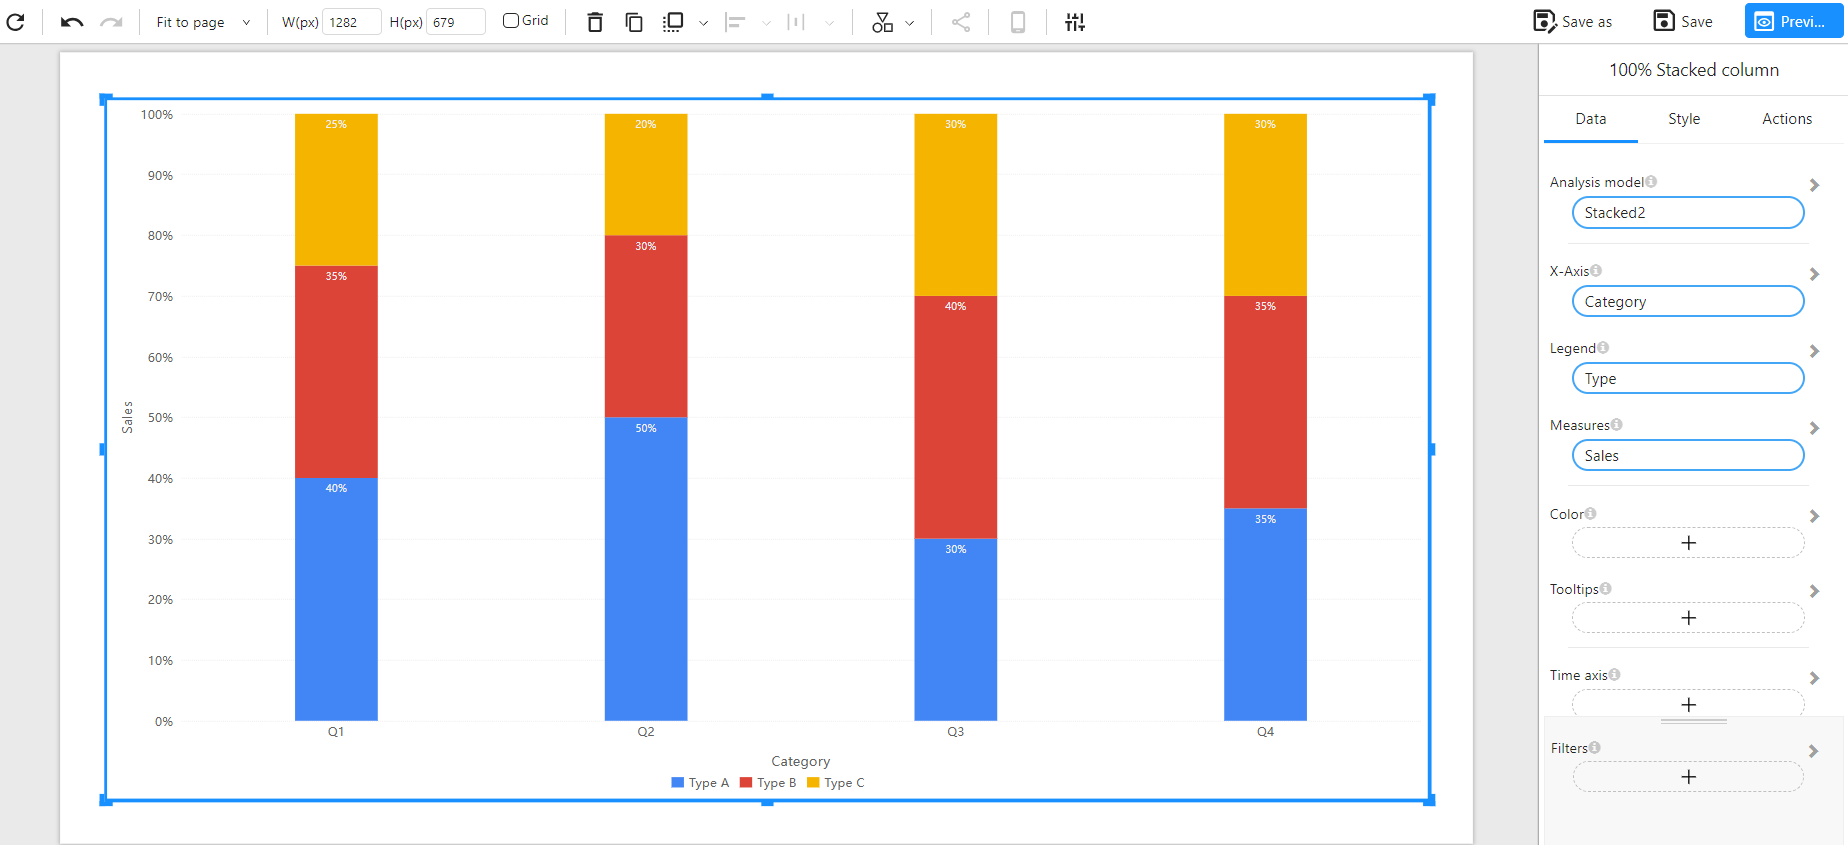 Fit to page W(px) 1282 H(px) 679 Grid Save as Save Previ...
100% Stacked column
Data Style Actions
Analysis model
Stacked2
X-Axis
Category
Legend
Type
Measures
Sales
Color
Tooltips
Time axis
Filters
100%
90%
80%
70%
60%
50%
40%
30%
20%
10%
0%
Sales
25% 20% 30% 30%
35% 30% 40% 35%
40% 50% 30% 35%
Q1 Q2 Q3 Q4
Category
Type A Type B Type C